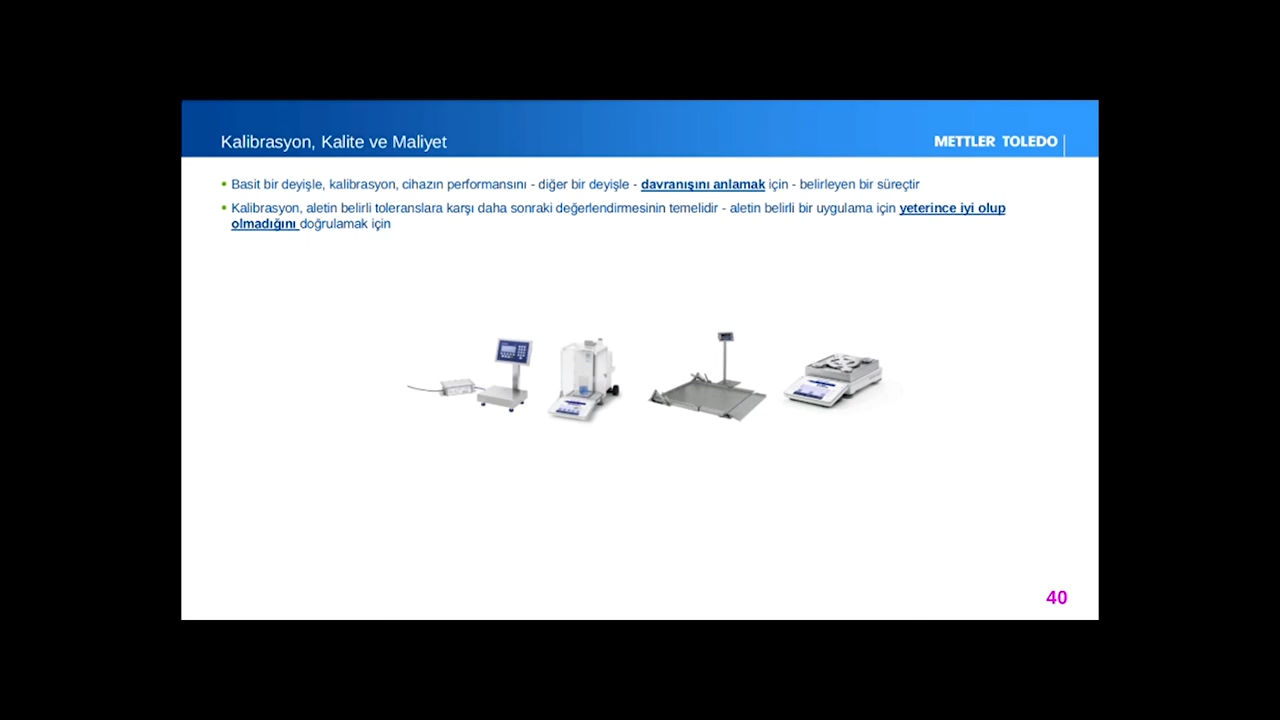 Kalibrasyon, Kalite ve Maliyet
METTLER TOLEDO
Basit bir deyişle, kalibrasyon, cihazın performansını - diğer bir deyişle - davranışını anlamak için - belirleyen bir süreçtir
Kalibrasyon, aletin belirli toleranslara karşı daha sonraki değerlendirmesinin temelidir - aletin belirli bir uygulama için yeterince iyi olup
olmadığını doğrulamak için
40